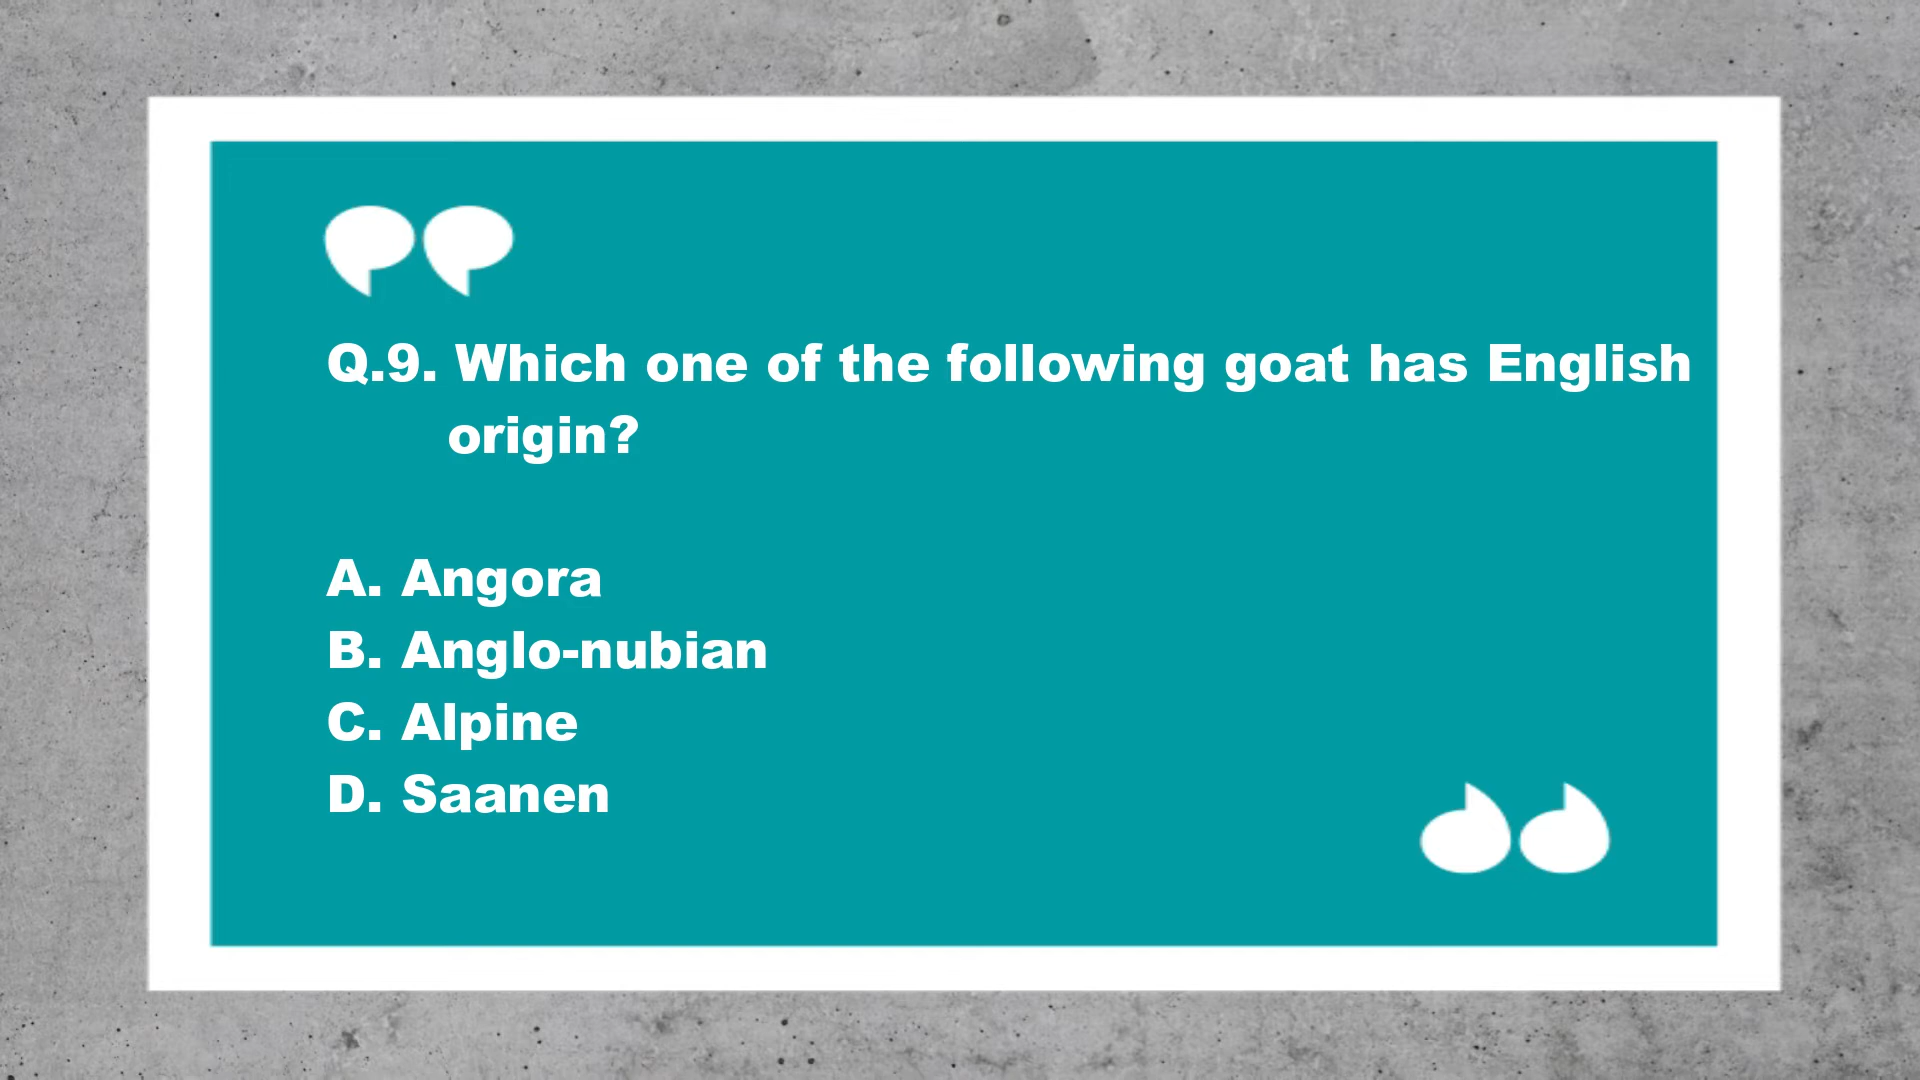 Q.9. Which one of the following goat has English
origin?
A. Angora
B. Anglo-nubian
C. Alpine
D. Saanen